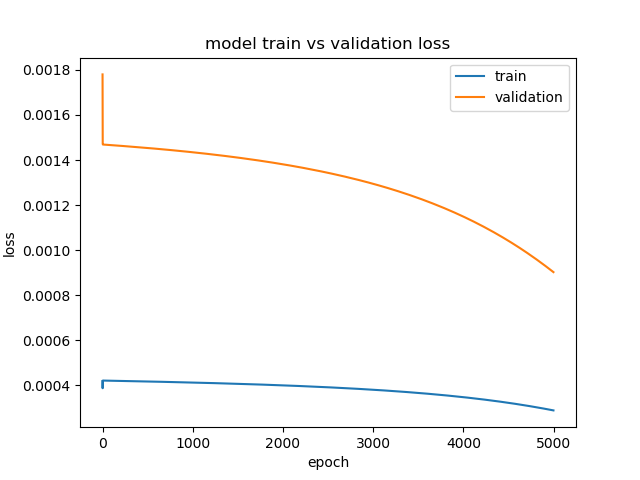 model train vs validation loss
train
validation
loss
0.0018
0.0016
0.0014
0.0012
0.0010
0.0008
0.0006
0.0004
0 1000 2000 3000 4000 5000
epoch